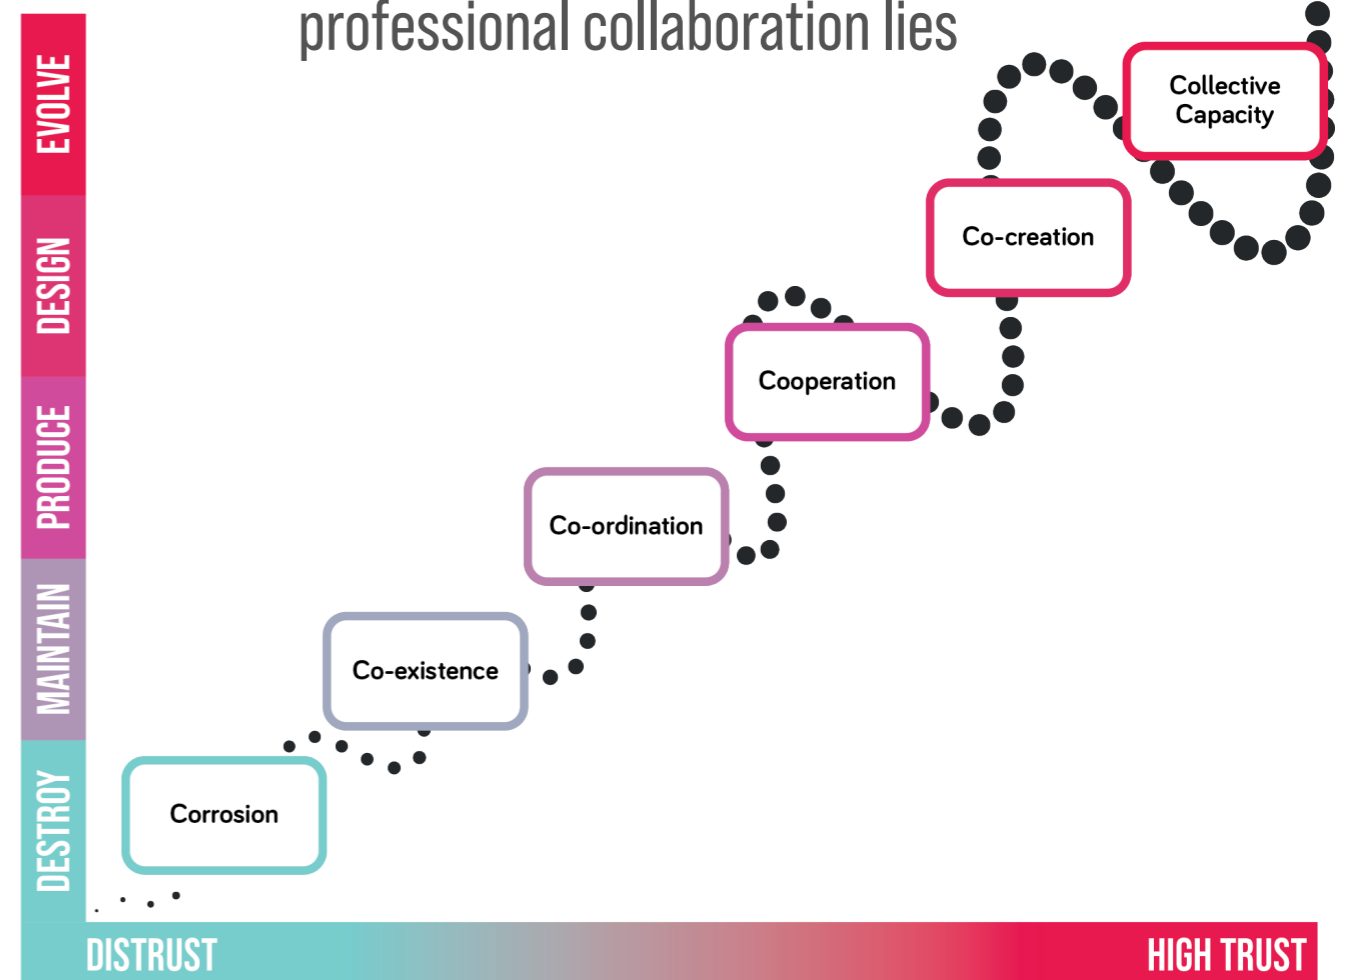 professional collaboration lies
EVOLVE
DESIGN
PRODUCE
MAINTAIN
DESTROY
Collective
Capacity
Co-creation
Cooperation
Co-ordination
Co-existence
Corrosion
DISTRUST
HIGH TRUST